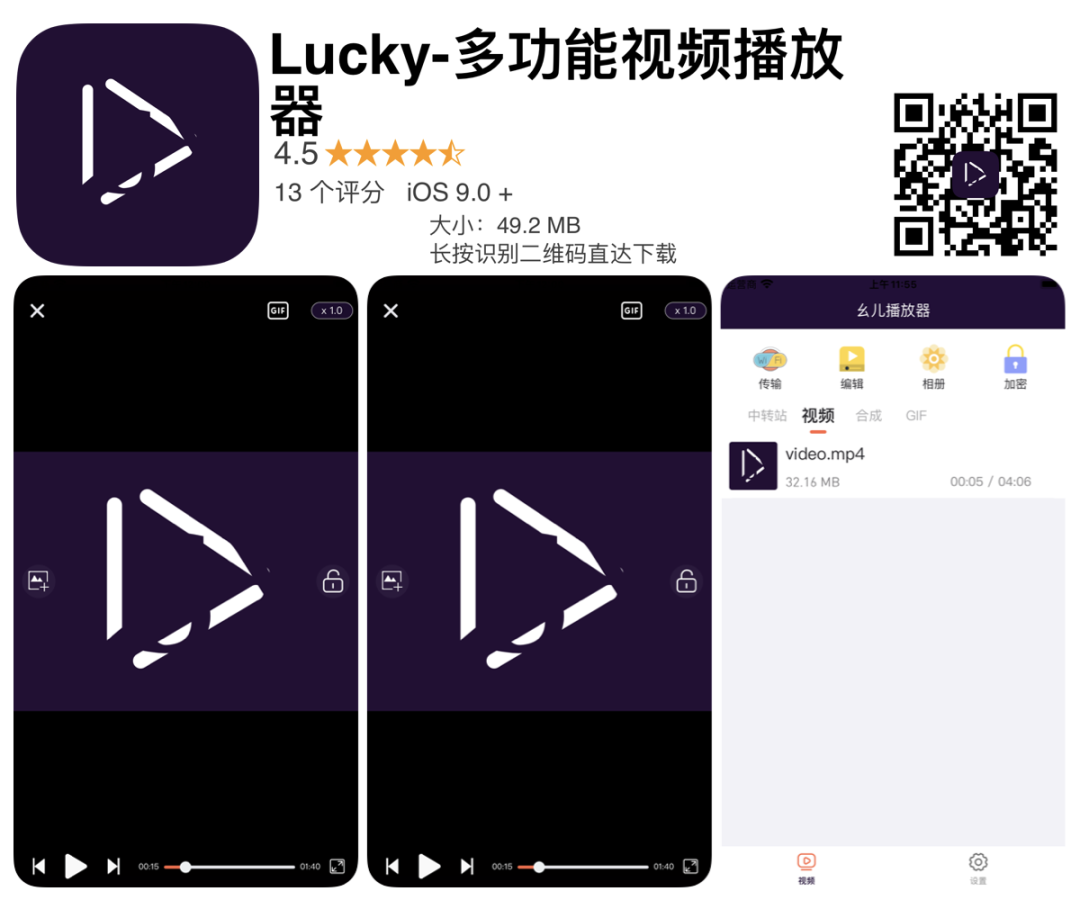 Lucky-多功能视频播放
器
4.5
13 个评分 iOS 9.0 +
大小：49.2 MB
长按识别二维码直达下载
GIF x 1.0
00:15 01:40
GIF x 1.0
00:15 01:40
上午11:55
幺儿播放器
传输 编辑 相册 加密
中转站 视频 合成 GIF
video.mp4
32.16 MB 00:05 / 04:06
视频 设置